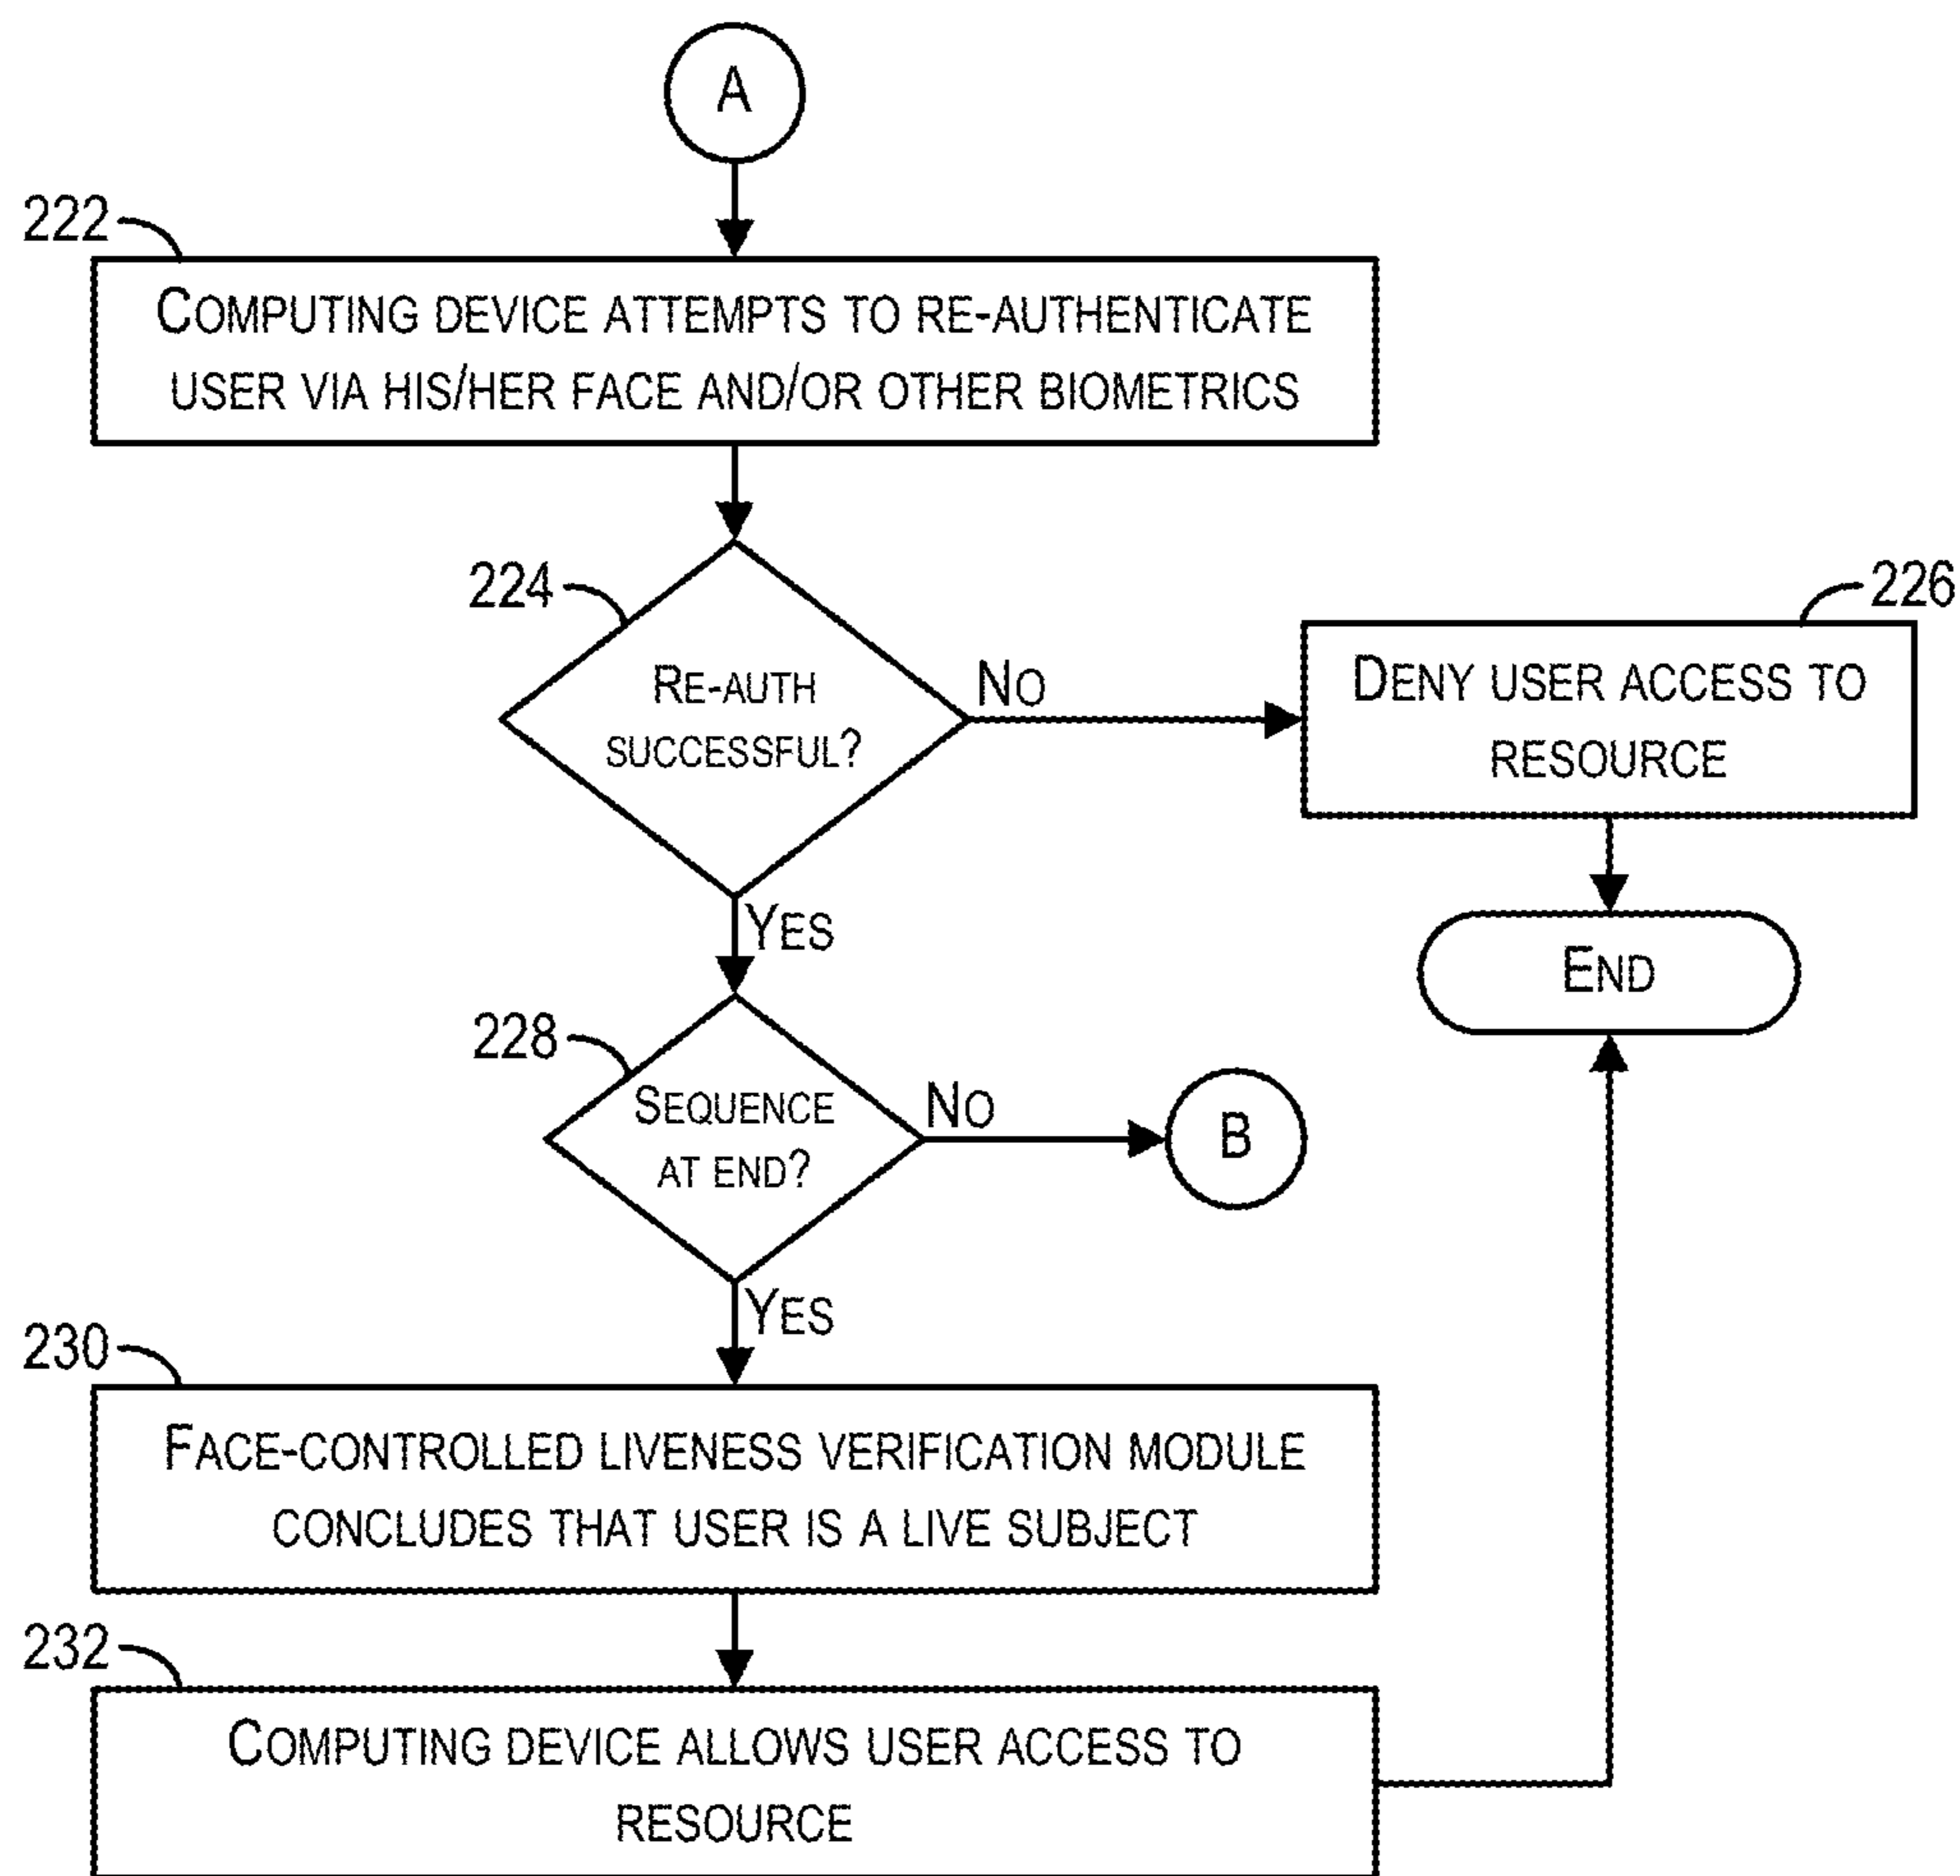 A
222
COMPUTING DEVICE ATTEMPTS TO RE-AUTHENTICATE
USER VIA HIS/HER FACE AND/OR OTHER BIOMETRICS
224
RE-AUTH
SUCCESSFUL?
NO
226
DENY USER ACCESS TO
RESOURCE
YES
END
228
SEQUENCE
AT END?
NO
B
YES
230
FACE-CONTROLLED LIVENESS VERIFICATION MODULE
CONCLUDES THAT USER IS A LIVE SUBJECT
232
COMPUTING DEVICE ALLOWS USER ACCESS TO
RESOURCE